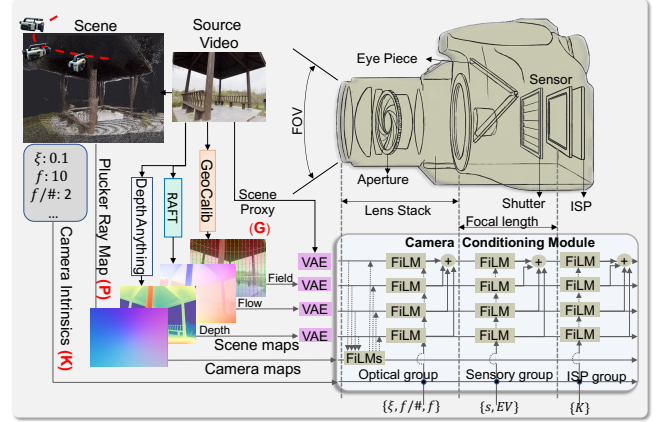 Scene
Source
Video
Eye Piece
Sensor
FOV
Aperture
Shutter
ISP
Lens Stack
Focal length
ξ: 0.1
f: 10
f/#: 2
...
Plucker Ray Map (P)
Camera Intrinsics (K)
DepthAnything
RAFT
GeoCalib
Scene
Proxy
(G)
Field
Flow
Depth
Scene maps
Camera maps
VAE
VAE
VAE
VAE
Camera Conditioning Module
FiLM
FiLM
FiLM
+
+
+
FiLM
FiLM
FiLM
FiLM
FiLM
FiLM
FiLM
FiLM
FiLM
FiLMs
Optical group
Sensory group
ISP group
{ξ, f/#, f}
{s, EV}
{K}